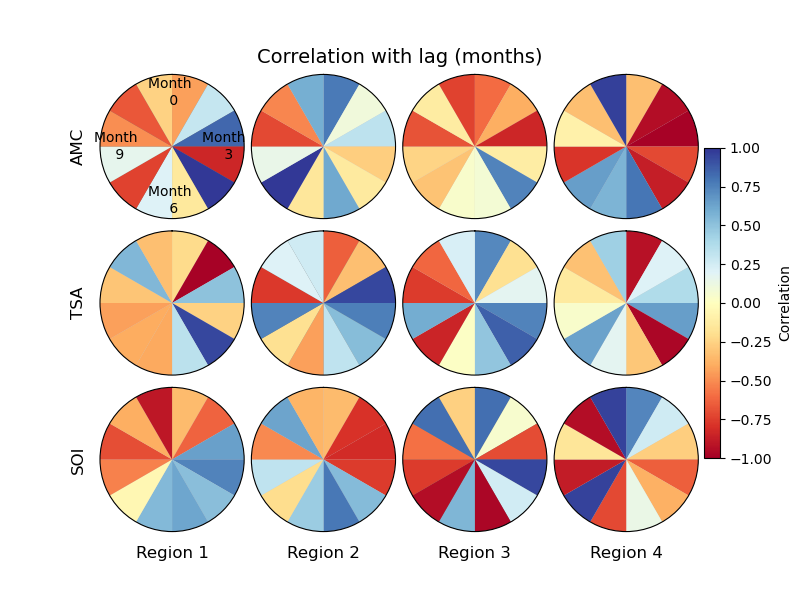 Correlation with lag (months)
Month
0
Month
3
Month
6
Month
9
AMC
TSA
SOI
Region 1
Region 2
Region 3
Region 4
1.00
0.75
0.50
0.25
0.00
−0.25
−0.50
−0.75
−1.00
Correlation